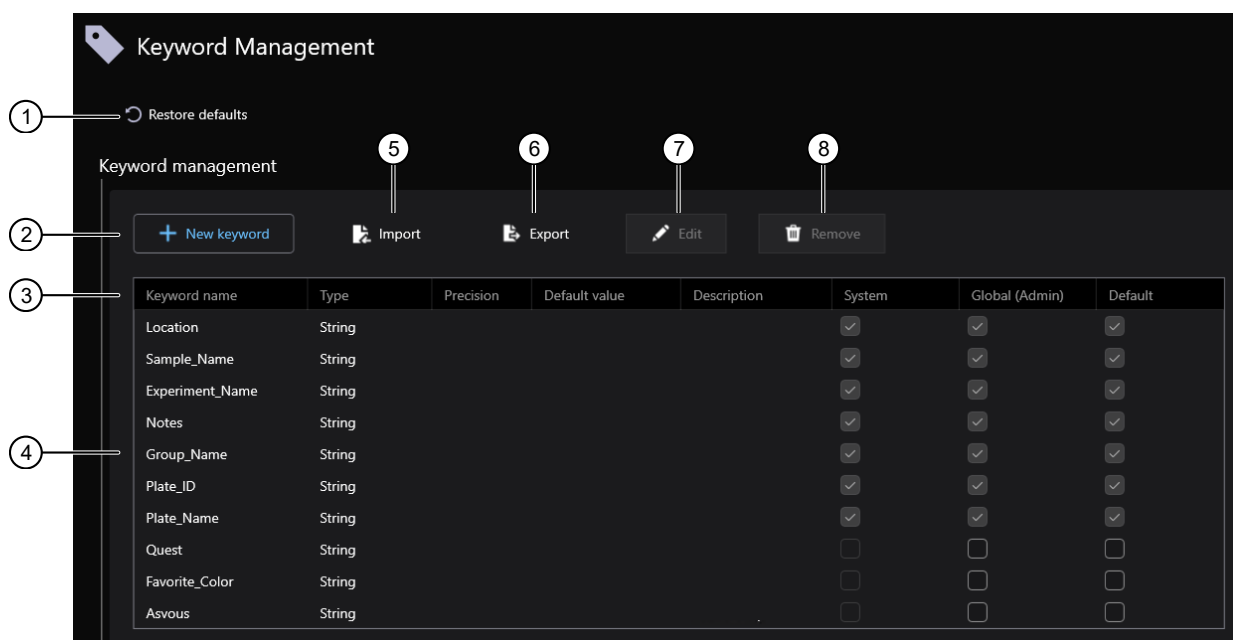 Keyword Management
1 Restore defaults
Keyword management
5 6 7 8
2 New keyword Import Export Edit Remove
3 Keyword name Type Precision Default value Description System Global (Admin) Default
Location String
Sample_Name String
Experiment_Name String
Notes String
4 Group_Name String
Plate_ID String
Plate_Name String
Quest String
Favorite_Color String
Asvous String